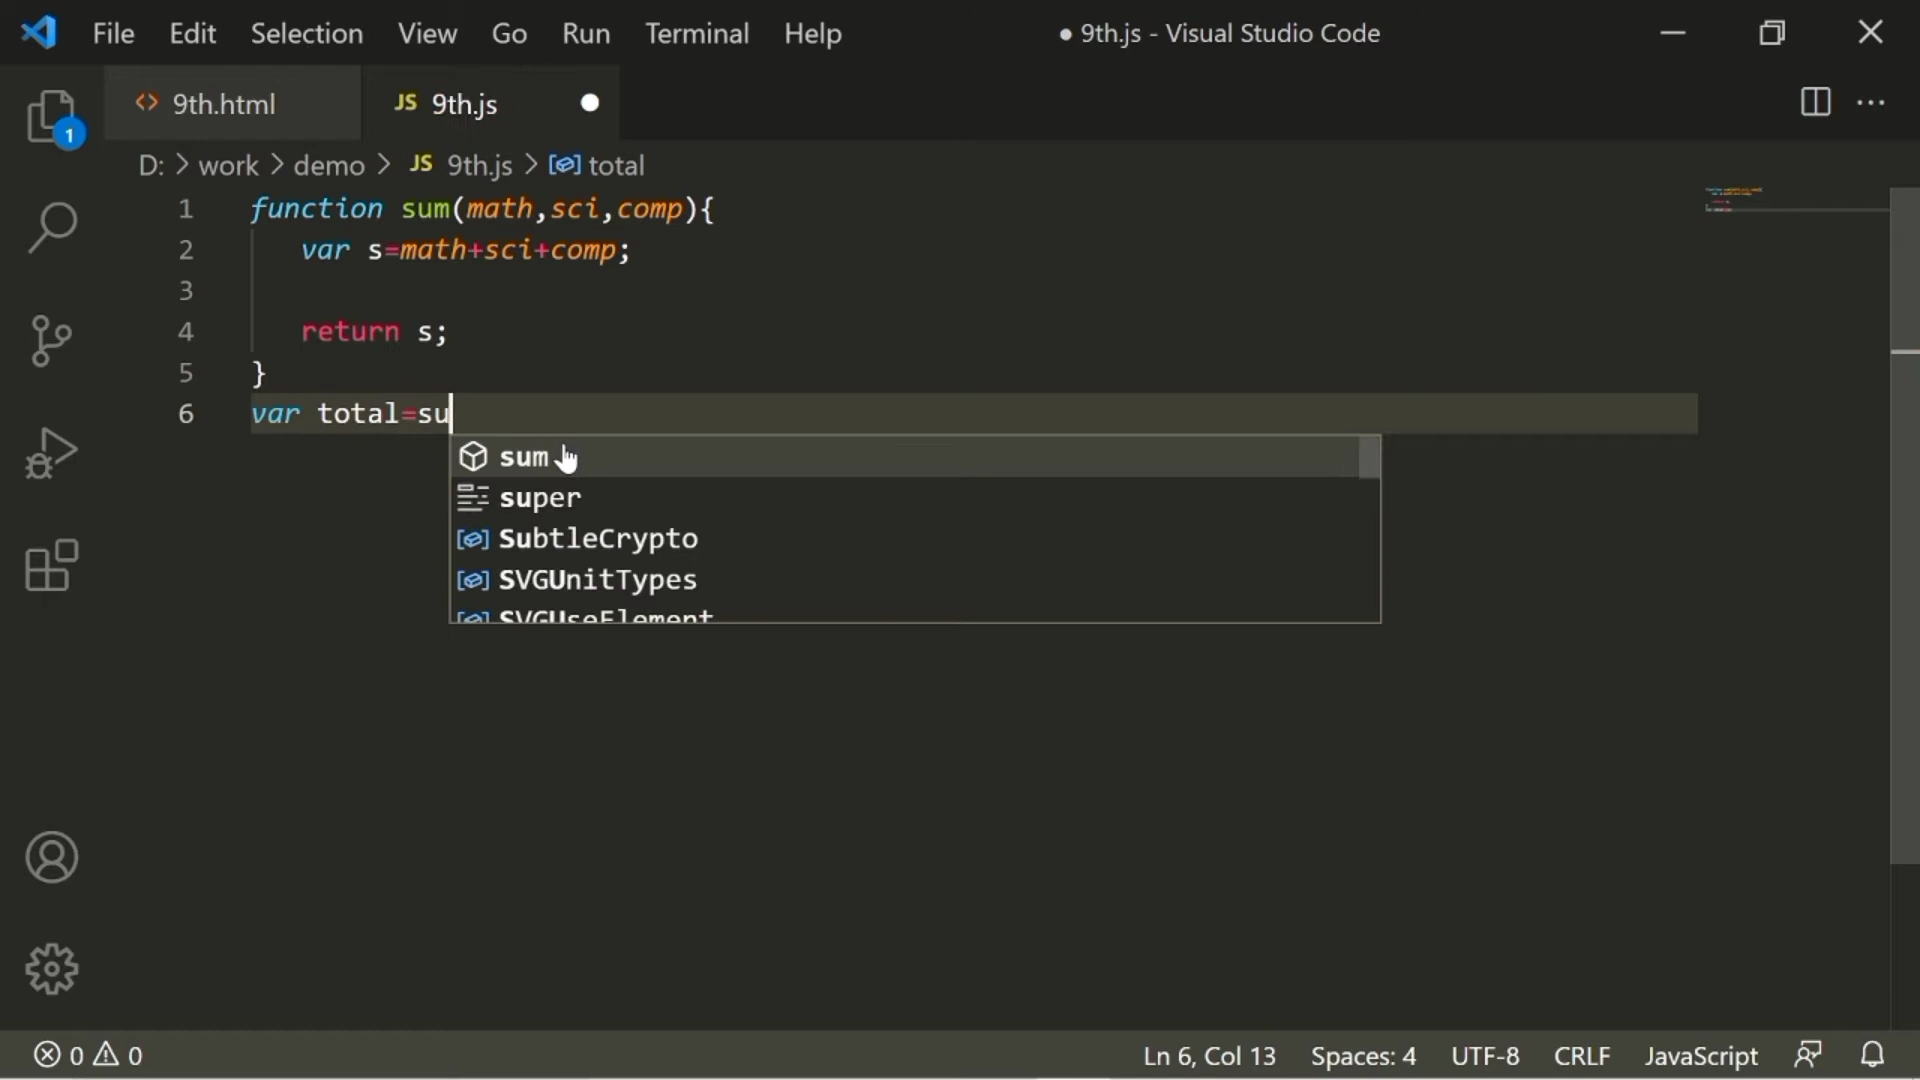 File Edit Selection View Go Run Terminal Help ● 9th.js - Visual Studio Code
1
9th.html JS 9th.js
D: > work > demo > JS 9th.js > total
1 function sum(math,sci,comp){
2 var s=math+sci+comp;
3
4 return s;
5 }
6 var total=su
sum
super
SubtleCrypto
SVGUnitTypes
SVGUseElement
0 0 Ln 6, Col 13 Spaces: 4 UTF-8 CRLF JavaScript